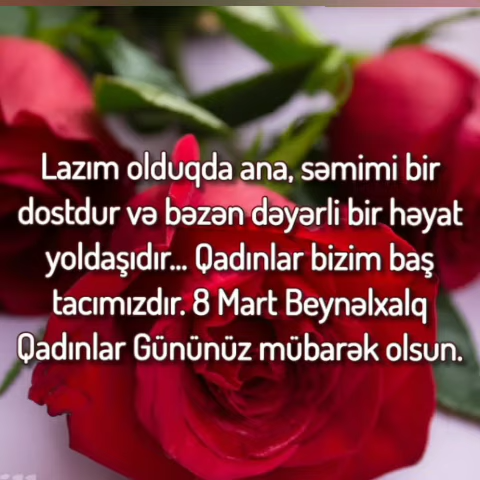 Lazım olduqda ana, səmimi bir
dostdur və bəzən dəyərli bir həyat
yoldaşıdır... Qadınlar bizim baş
tacımızdır. 8 Mart Beynəlxalq
Qadınlar Gününüz mübarək olsun.